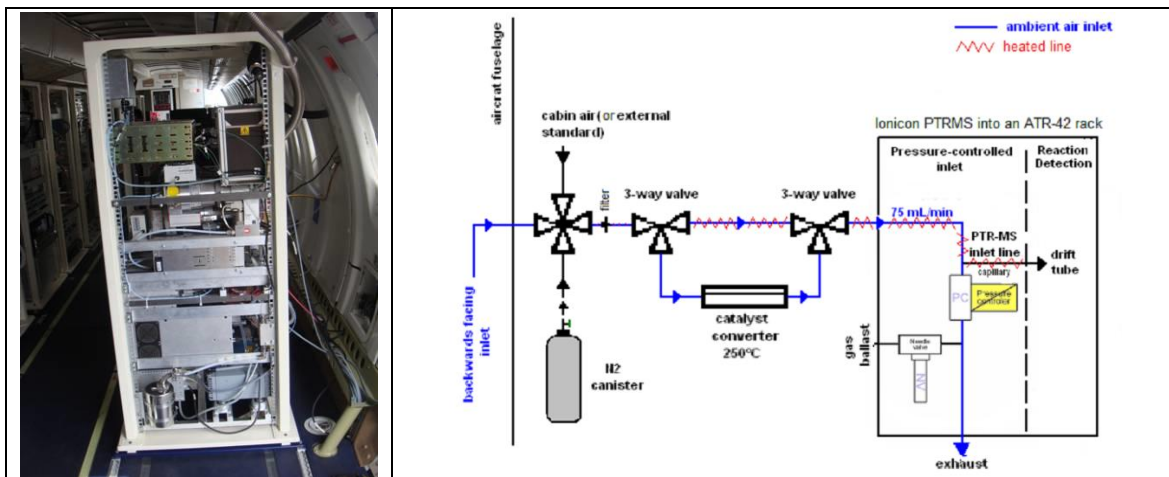 ambient air inlet
heated line
aircrat fuselage
cabin air(or external
standard)
Ionicon PTRMS into an ATR-42 rack
Pressure-controlled
inlet
Reaction
Detection
filter
3-way valve
3-way valve
75 mL/min
PTR-MS
inlet line
capillary
drift
tube
PC
Pressure
controller
catalyst
converter
250°C
backwards facing
inlet
N2
canister
gas
ballast
Needle
valve
exhaust